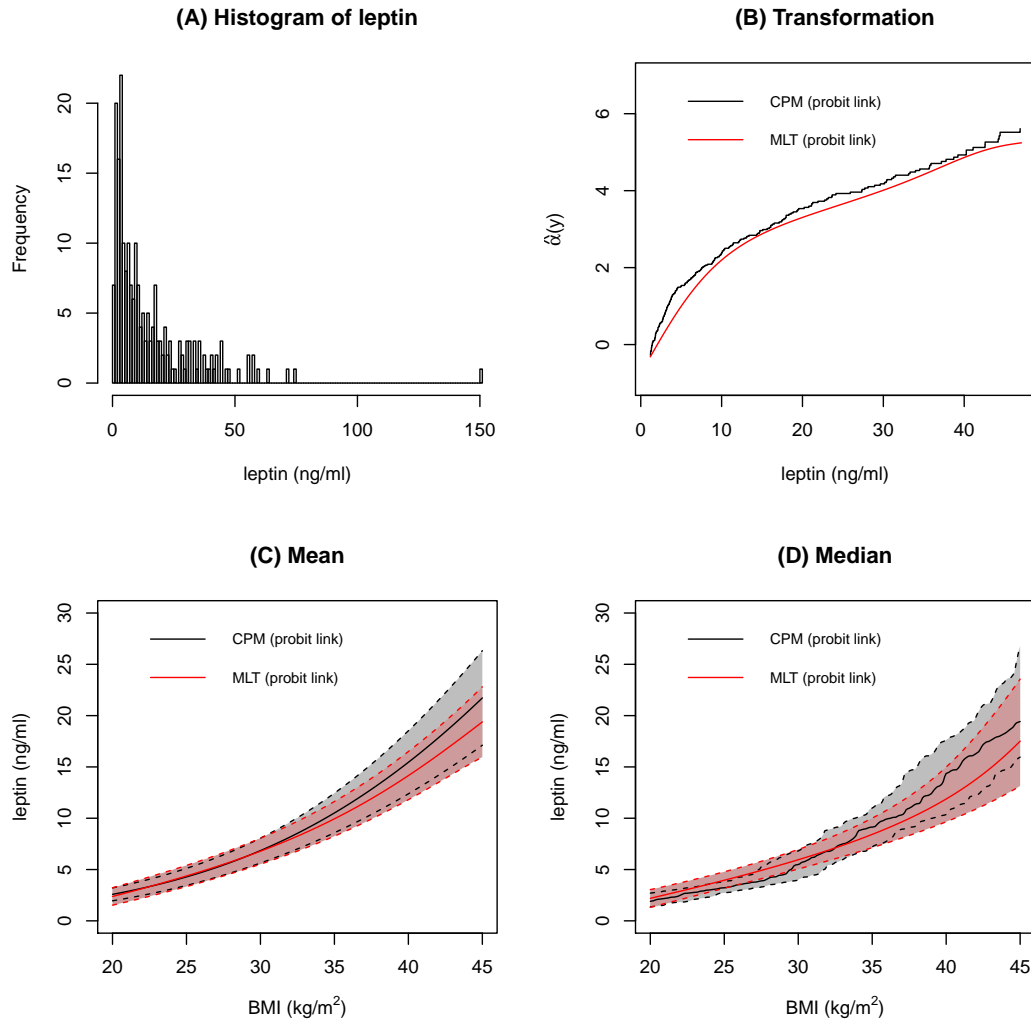 (A) Histogram of leptin
Frequency
20
15
10
5
0
0 50 100 150
leptin (ng/ml)
(B) Transformation
α̂(y)
6
4
2
0
CPM (probit link)
MLT (probit link)
0 10 20 30 40
leptin (ng/ml)
(C) Mean
leptin (ng/ml)
30
25
20
15
10
5
0
CPM (probit link)
MLT (probit link)
20 25 30 35 40 45
BMI (kg/m²)
(D) Median
leptin (ng/ml)
30
25
20
15
10
5
0
CPM (probit link)
MLT (probit link)
20 25 30 35 40 45
BMI (kg/m²)